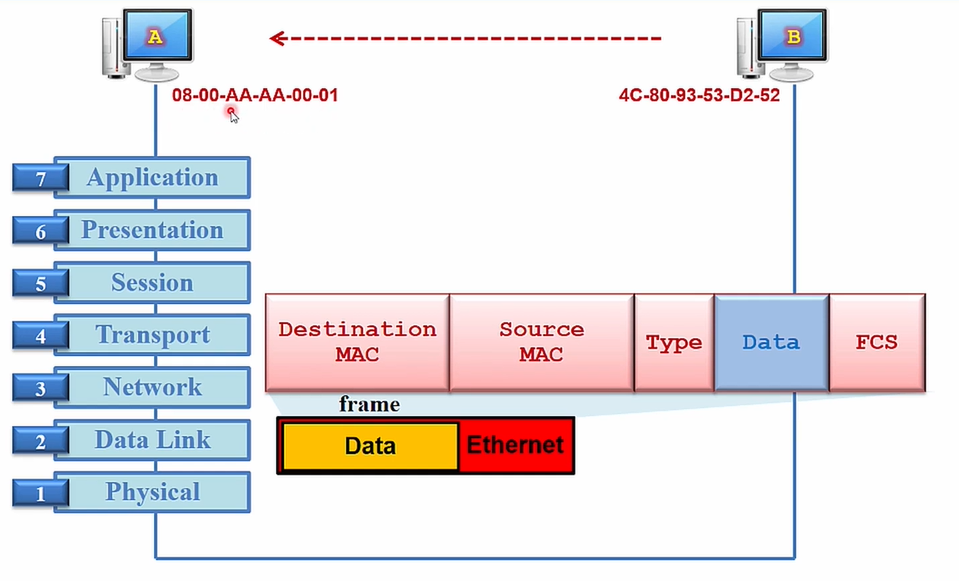 A
B
08-00-AA-AA-00-01
4C-80-93-53-D2-52
7 Application
6 Presentation
5 Session
4 Transport
3 Network
2 Data Link
1 Physical
Destination
MAC
Source
MAC
Type
Data
FCS
frame
Data
Ethernet